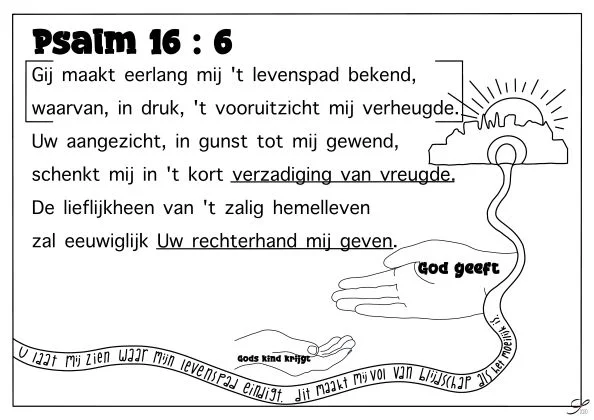 Psalm 16 : 6
Gij maakt eerlang mij 't levenspad bekend,
waarvan, in druk, 't vooruitzicht mij verheugde.
Uw aangezicht, in gunst tot mij gewend,
schenkt mij in 't kort verzadiging van vreugde.
De lieflijkheen van 't zalig hemelleven
zal eeuwiglijk Uw rechterhand mij geven.
God geeft
Gods kind krijgt
U laat mij zien waar mijn levenspad eindigt. dit maakt mij vol van blijdschap als het moeilijk is.